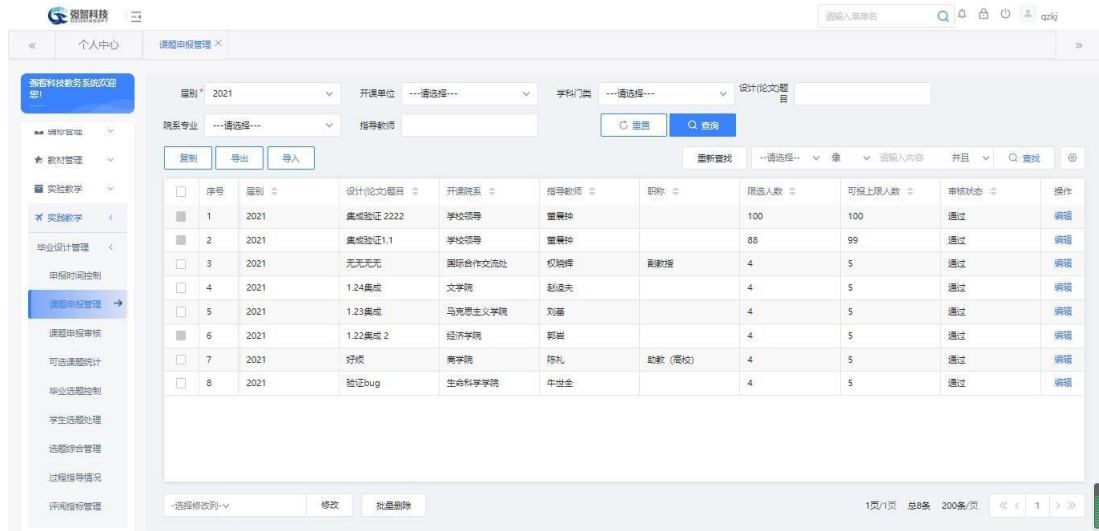 强智科技
QZDATASOFT
请输入菜单名
qzkj
个人中心
课题申报管理
强智科技教务系统欢迎您!
届别* 2021
开课单位 ---请选择---
学科门类 ---请选择---
设计(论文)题目
院系专业 ---请选择---
指导教师
重置
查询
复制
导出
导入
重新查找
--请选择--
像
请输入内容
并且
查找
教材管理
实验教学
实践教学
毕业设计管理
申报时间控制
课题申报管理
课题申报审核
可选课题统计
毕业选题控制
学生选题处理
选题综合管理
过程指导情况
评阅指标管理
序号 届别 设计(论文)题目 开课院系 指导教师 职称 限选人数 可报上限人数 审核状态 操作
1 2021 集成验证 2222 学校领导 董晨钟 100 100 通过 编辑
2 2021 集成验证1.1 学校领导 董晨钟 88 99 通过 编辑
3 2021 无无无无 国际合作交流处 权晓辉 副教授 4 5 通过 编辑
4 2021 1.24集成 文学院 赵逵夫 4 5 通过 编辑
5 2021 1.23集成 马克思主义学院 刘基 4 5 通过 编辑
6 2021 1.22集成 2 经济学院 郭岩 4 5 通过 编辑
7 2021 好烦 商学院 陈礼 助教(高校) 4 5 通过 编辑
8 2021 验证bug 生命科学学院 牛世全 4 5 通过 编辑
-选择修改列-
修改
批量删除
1页/1页 总8条 200条/页 1